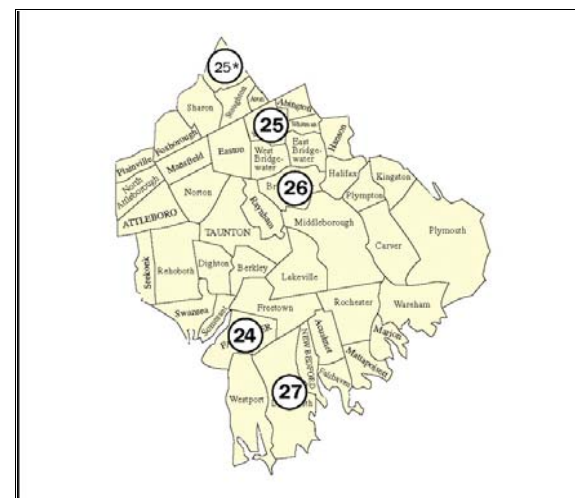 25*
Sharon
Stoughton
Avon
Abington
25
Whitman
Hanson
Foxborough
Plainville
Mansfield
Easton
West
Bridge-
water
East
Bridge-
water
North
Attleborough
Halifax
Kingston
26
Plympton
Norton
Raynham
ATTLEBORO
TAUNTON
Middleborough
Plymouth
Carver
Seekonk
Rehoboth
Dighton
Berkley
Lakeville
Swansea
Somerset
Freetown
Rochester
Wareham
24
Acushnet
Marion
Mattapoisett
NEW BEDFORD
Fairhaven
Westport
27